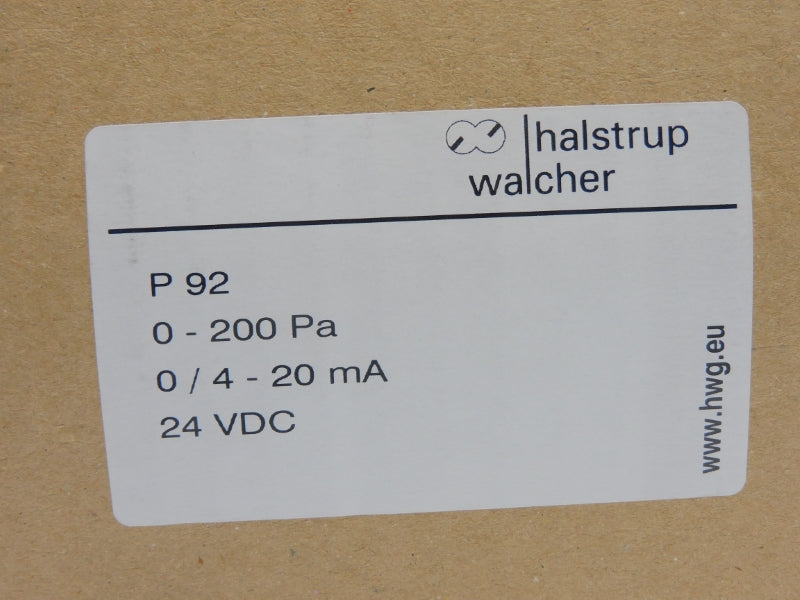 halstrup
walcher
P 92
0 - 200 Pa
0 / 4 - 20 mA
24 VDC
www.hwg.eu